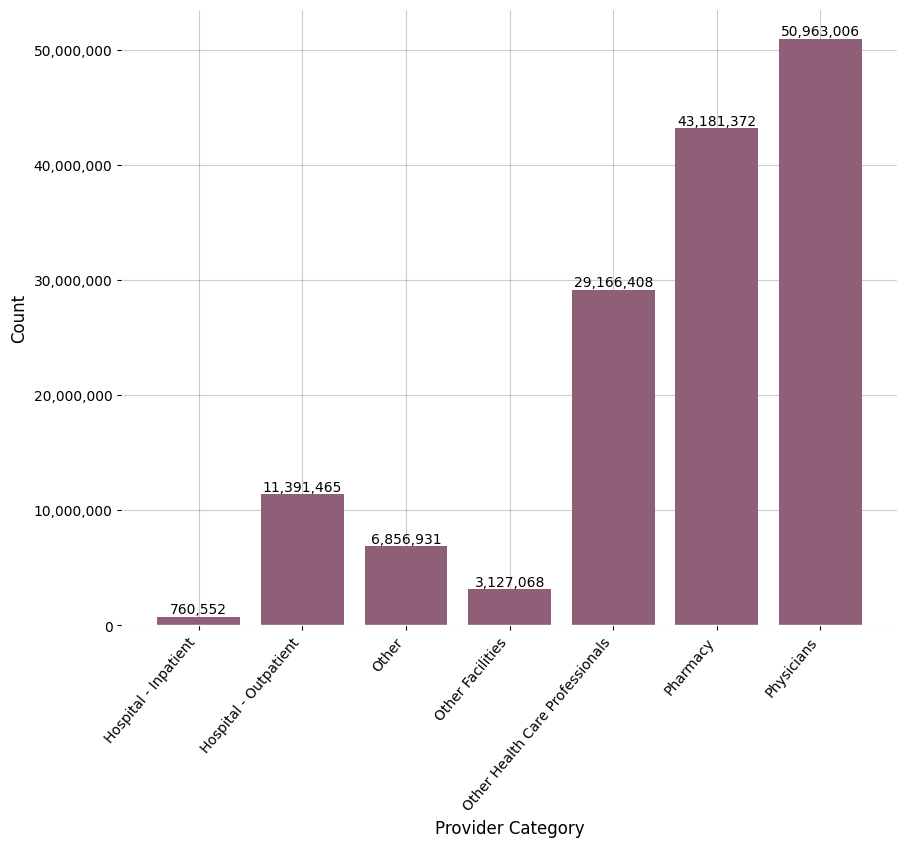 50,963,006
50,000,000
43,181,372
40,000,000
30,000,000
29,166,408
20,000,000
11,391,465
10,000,000
6,856,931
3,127,068
760,552
0
Count
Hospital - Inpatient
Hospital - Outpatient
Other
Other Facilities
Other Health Care Professionals
Pharmacy
Physicians
Provider Category